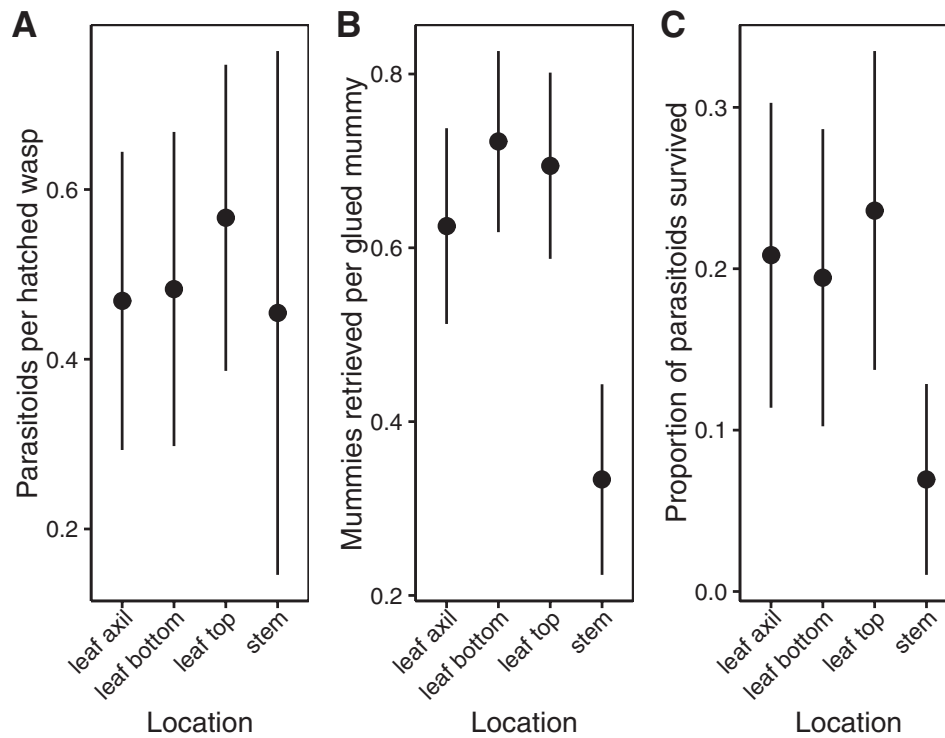 A
Parasitoids per hatched wasp
0.6
0.4
0.2
leaf axil
leaf bottom
leaf top
stem
Location
B
Mummies retrieved per glued mummy
0.8
0.6
0.4
0.2
leaf axil
leaf bottom
leaf top
stem
Location
C
Proportion of parasitoids survived
0.3
0.2
0.1
0.0
leaf axil
leaf bottom
leaf top
stem
Location